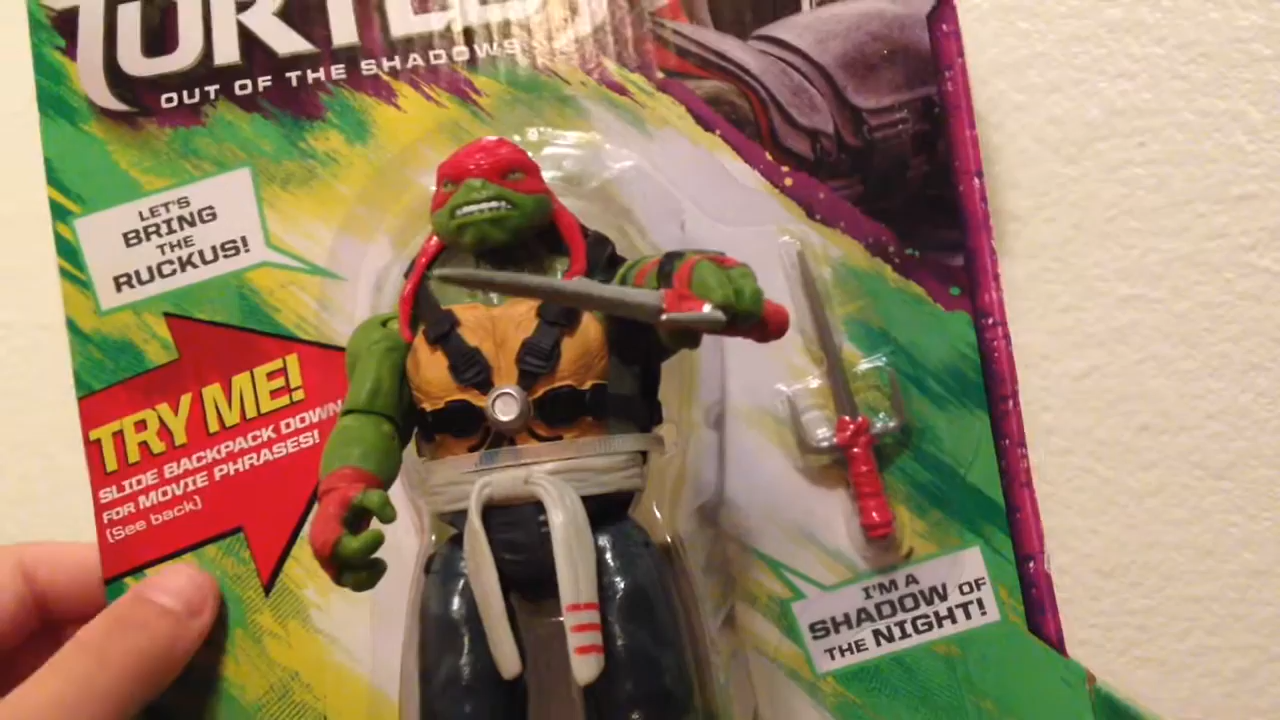 TURTLES
OUT OF THE SHADOWS
LET'S
BRING
THE
RUCKUS!
TRY ME!
SLIDE BACKPACK DOWN
FOR MOVIE PHRASES!
(See back)
I'M A
SHADOW OF
THE NIGHT!